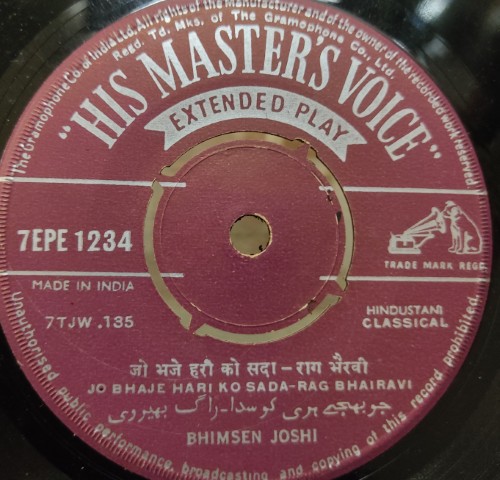 The Gramophone Co. India Ltd. All rights of the Manufacturer and of the owner of the recorded work reserved.
Regd. Td. Mks. of The Gramophone Co., Ltd.
"HIS MASTER'S VOICE"
EXTENDED PLAY
7EPE 1234
TRADE MARK REGD
MADE IN INDIA
7TJW .135
HINDUSTANI
CLASSICAL
जो भजे हरी को सदा – राग भैरवी
JO BHAJE HARI KO SADA-RAG BHAIRAVI
جو بھجے ہری کو سدا - راگ بھیروی
BHIMSEN JOSHI
Unauthorised public performance, broadcasting and copying of this record prohibited.